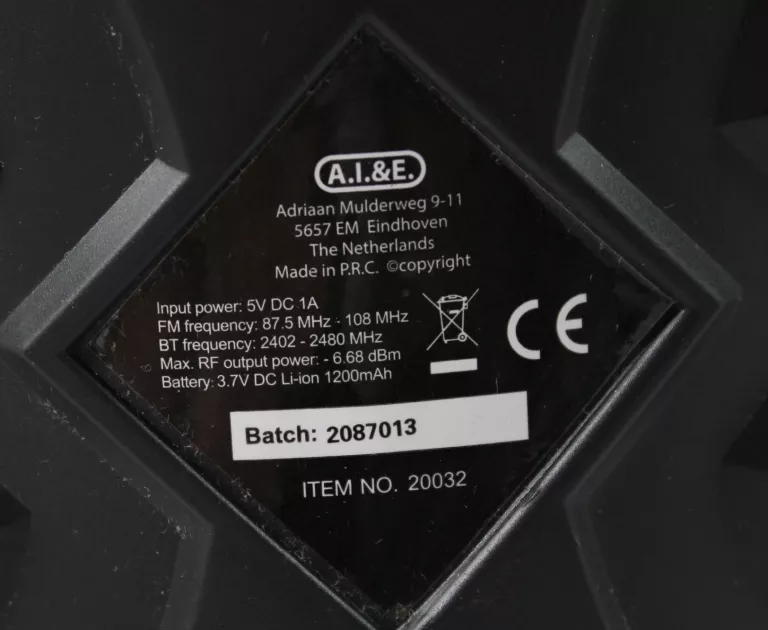 A.I.&E.
Adriaan Mulderweg 9-11
5657 EM Eindhoven
The Netherlands
Made in P.R.C. ©copyright
Input power: 5V DC 1A
FM frequency: 87.5 MHz - 108 MHz
BT frequency: 2402 - 2480 MHz
Max. RF output power: - 6.68 dBm
Battery: 3.7V DC Li-ion 1200mAh
CE
Batch: 2087013
ITEM NO. 20032